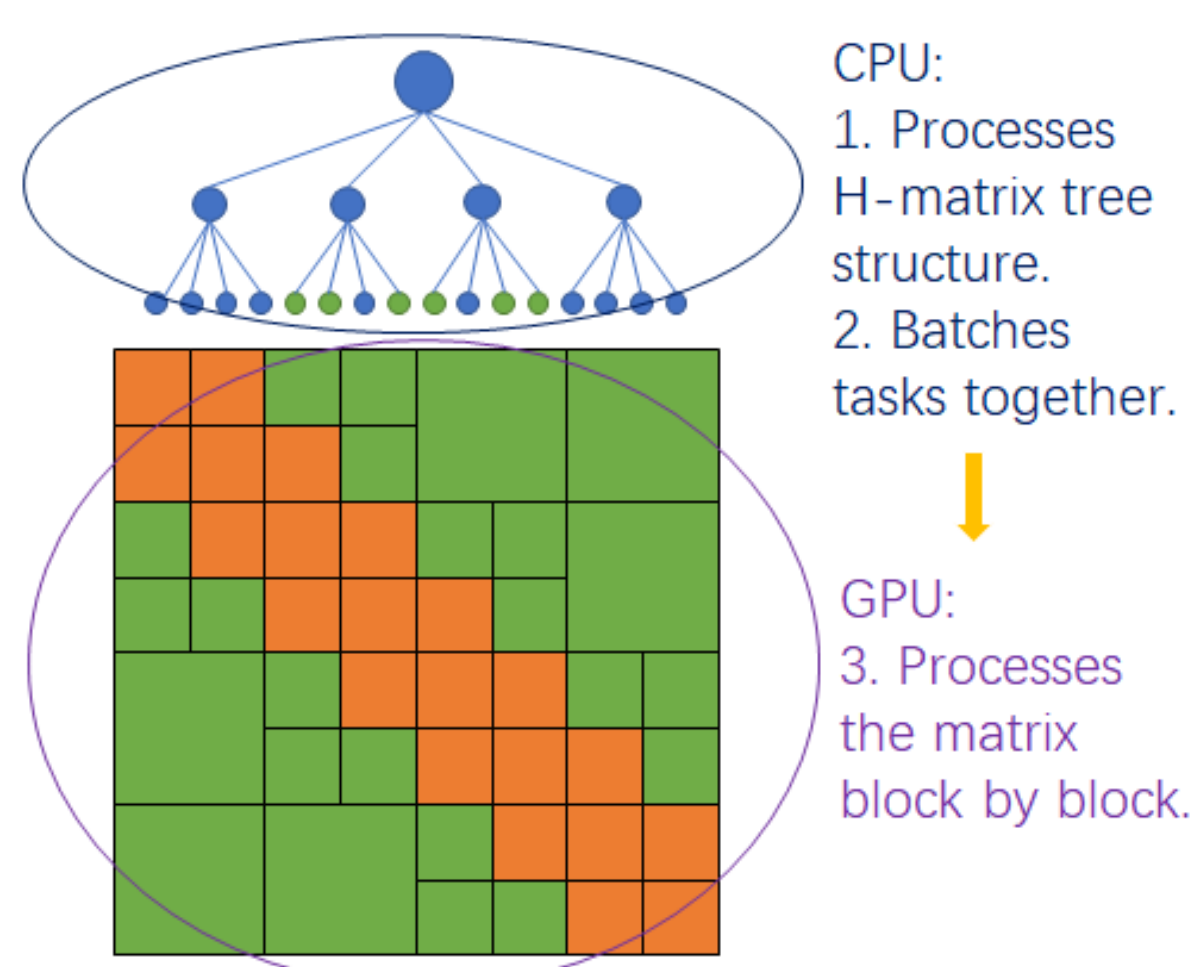 CPU:
1. Processes
H-matrix tree
structure.
2. Batches
tasks together.
GPU:
3. Processes
the matrix
block by block.